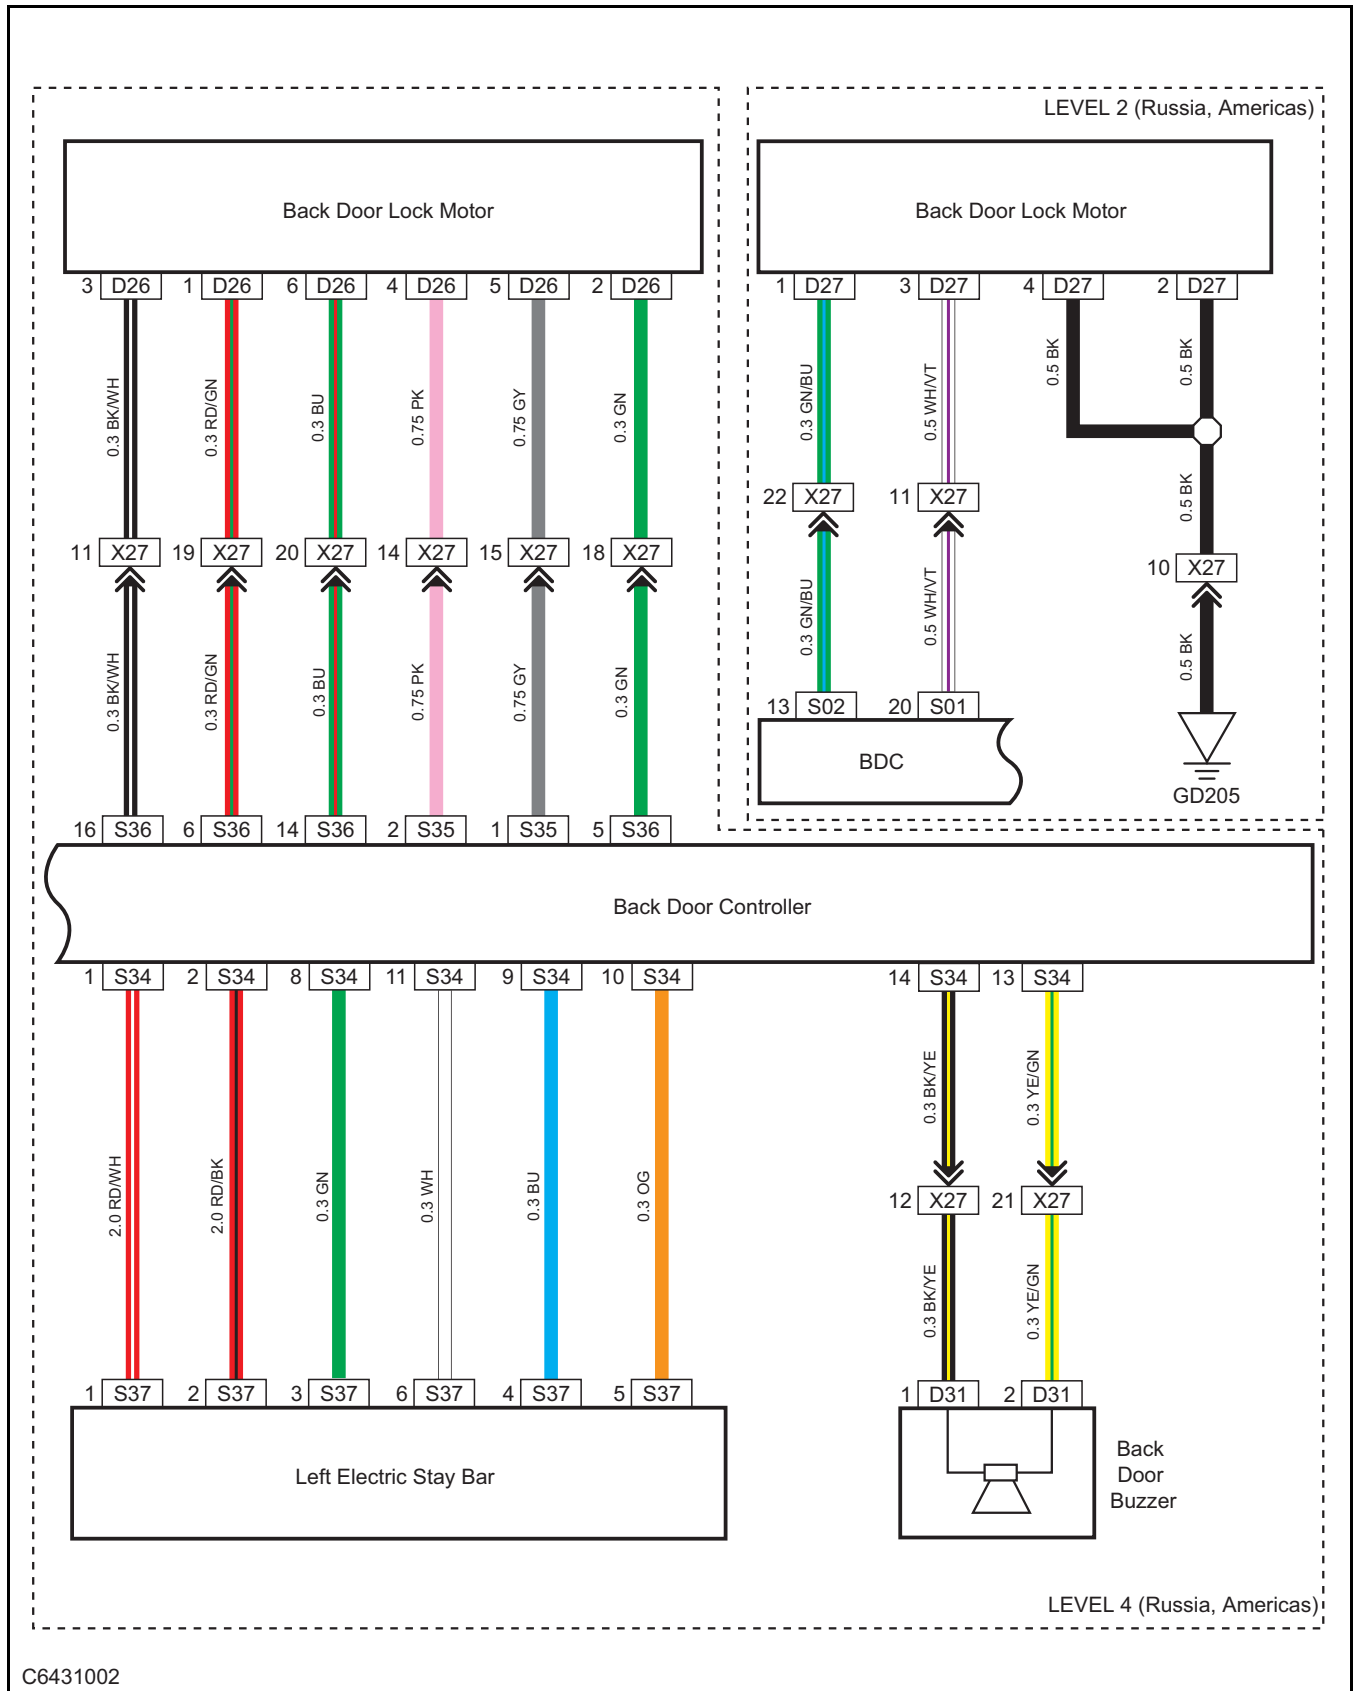 LEVEL 2 (Russia, Americas)
Back Door Lock Motor
Back Door Lock Motor
3 D26 1 D26 6 D26 4 D26 5 D26 2 D26
1 D27 3 D27 4 D27 2 D27
0.3 BK/WH 0.3 RD/GN 0.3 BU 0.75 PK 0.75 GY 0.3 GN
0.3 GN/BU 0.5 WH/VT 0.5 BK 0.5 BK
22 X27 11 X27
0.5 BK
11 X27 19 X27 20 X27 14 X27 15 X27 18 X27
10 X27
0.3 BK/WH 0.3 RD/GN 0.3 BU 0.75 PK 0.75 GY 0.3 GN
0.3 GN/BU 0.5 WH/VT 0.5 BK
13 S02 20 S01
BDC
GD205
16 S36 6 S36 14 S36 2 S35 1 S35 5 S36
Back Door Controller
1 S34 2 S34 8 S34 11 S34 9 S34 10 S34
14 S34 13 S34
0.3 BK/YE 0.3 YE/GN
2.0 RD/WH 2.0 RD/BK 0.3 GN 0.3 WH 0.3 BU 0.3 OG
12 X27 21 X27
0.3 BK/YE 0.3 YE/GN
1 S37 2 S37 3 S37 6 S37 4 S37 5 S37
1 D31 2 D31
Left Electric Stay Bar
Back
Door
Buzzer
LEVEL 4 (Russia, Americas)
C6431002